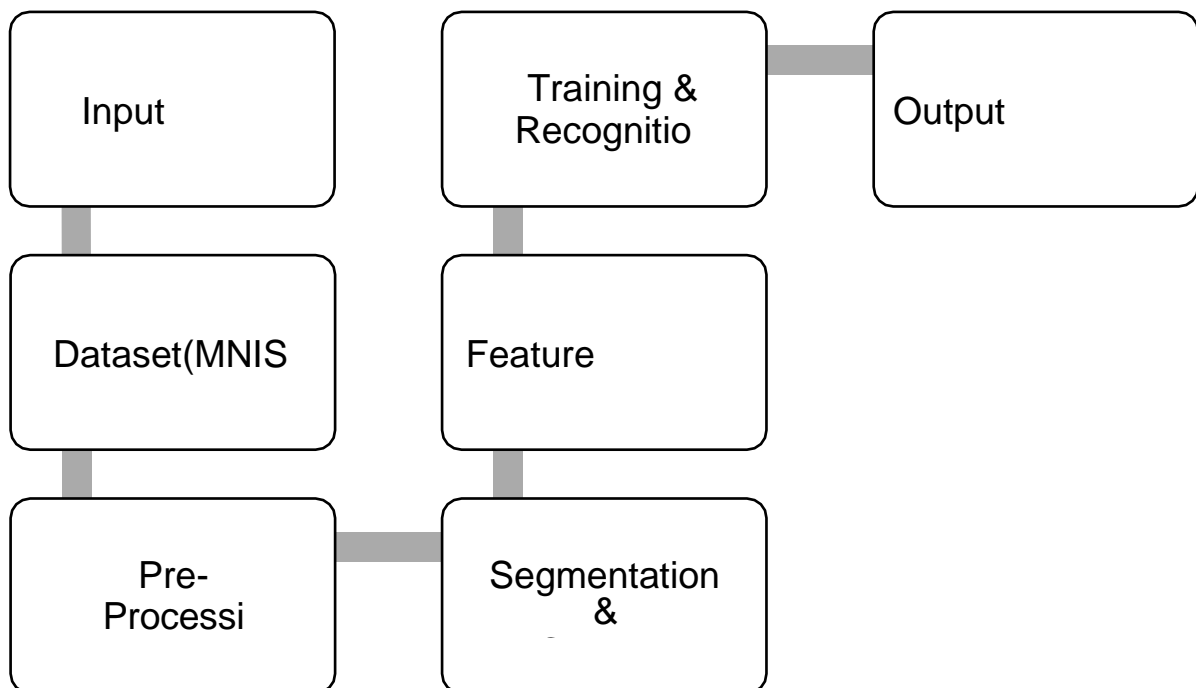 Input
Dataset(MNIS
Pre-
Processi
Segmentation
&
Feature
Training &
Recognitio
Output